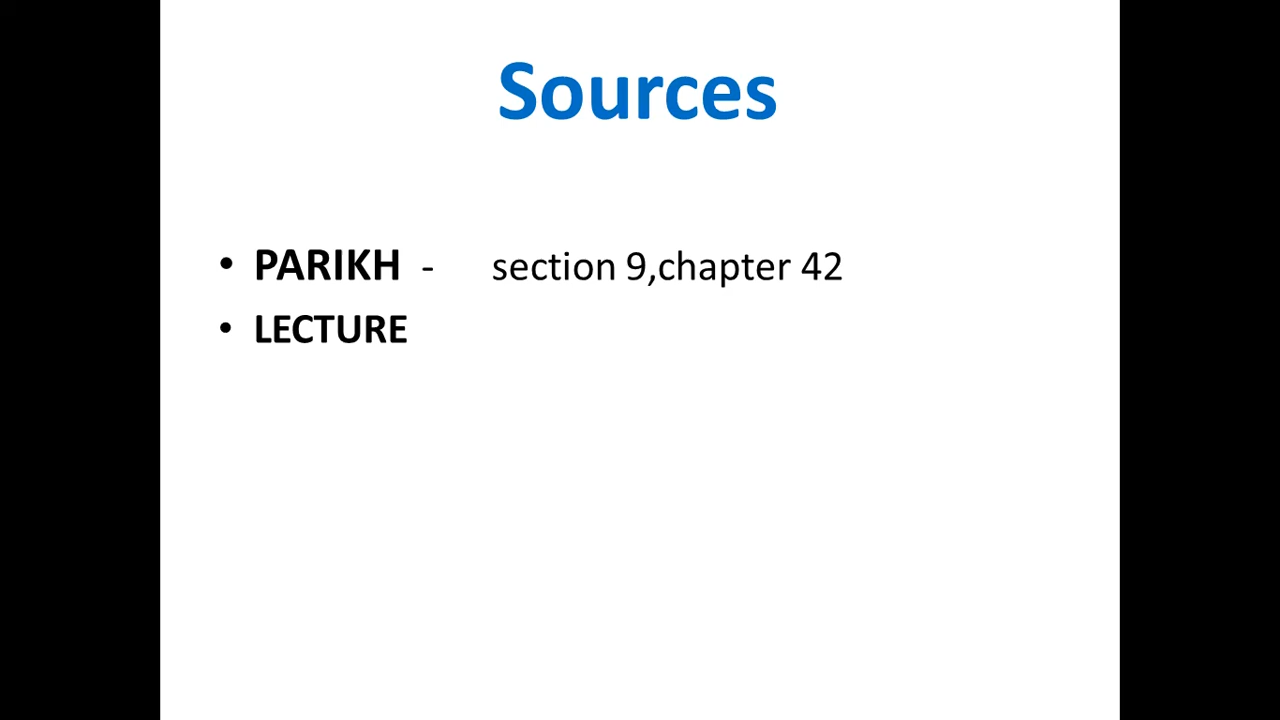 Sources
• PARIKH - section 9,chapter 42
• LECTURE